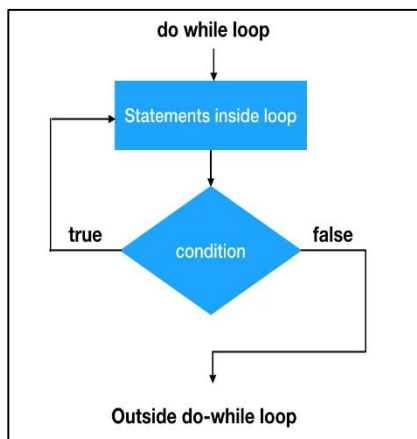 do while loop
Statements inside loop
condition
true
false
Outside do-while loop